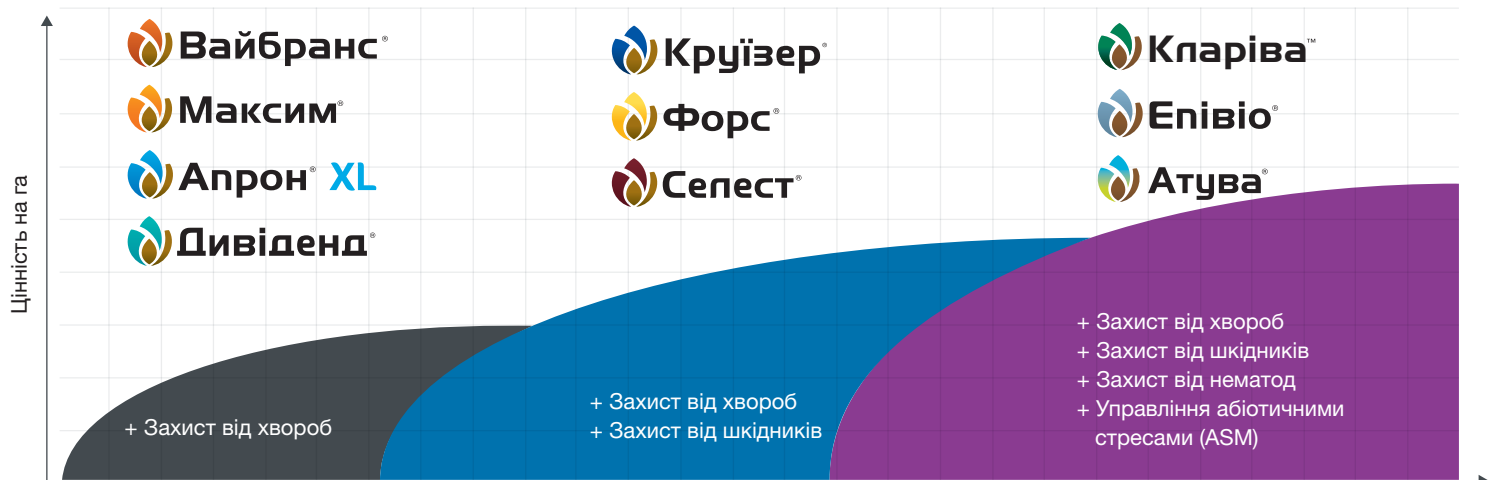 Цінність на га
Вайбранс®
Максим®
Апрон® XL
Дивіденд®
+ Захист від хвороб
Круїзер®
Форс®
Селест®
+ Захист від хвороб
+ Захист від шкідників
Кларіва™
Епівіо®
Атува®
+ Захист від хвороб
+ Захист від шкідників
+ Захист від нематод
+ Управління абіотичними
стресами (ASM)